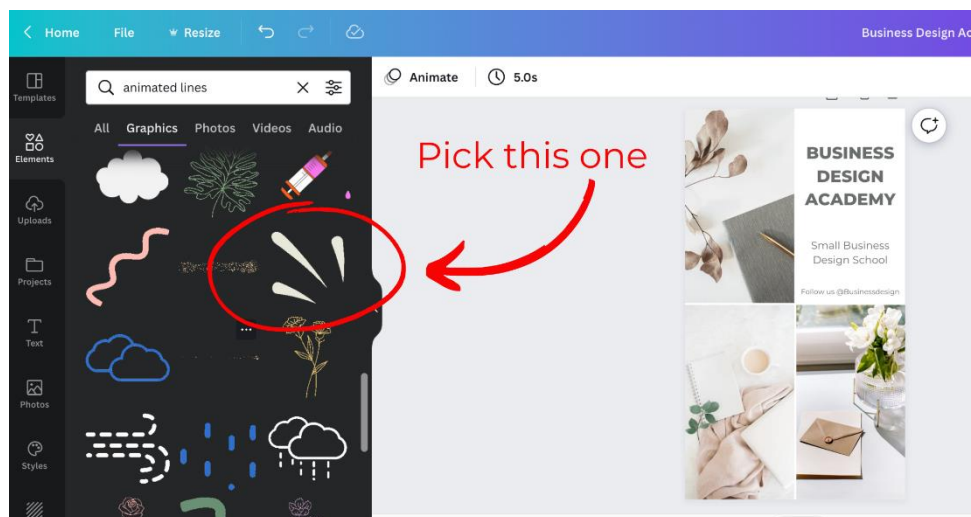 Home File Resize
Business Design Ac
Templates
Elements
Uploads
Projects
Text
Photos
Styles
animated lines
All Graphics Photos Videos Audio
Animate 5.0s
Pick this one
BUSINESS
DESIGN
ACADEMY
Small Business
Design School
Follow us @Businessdesign